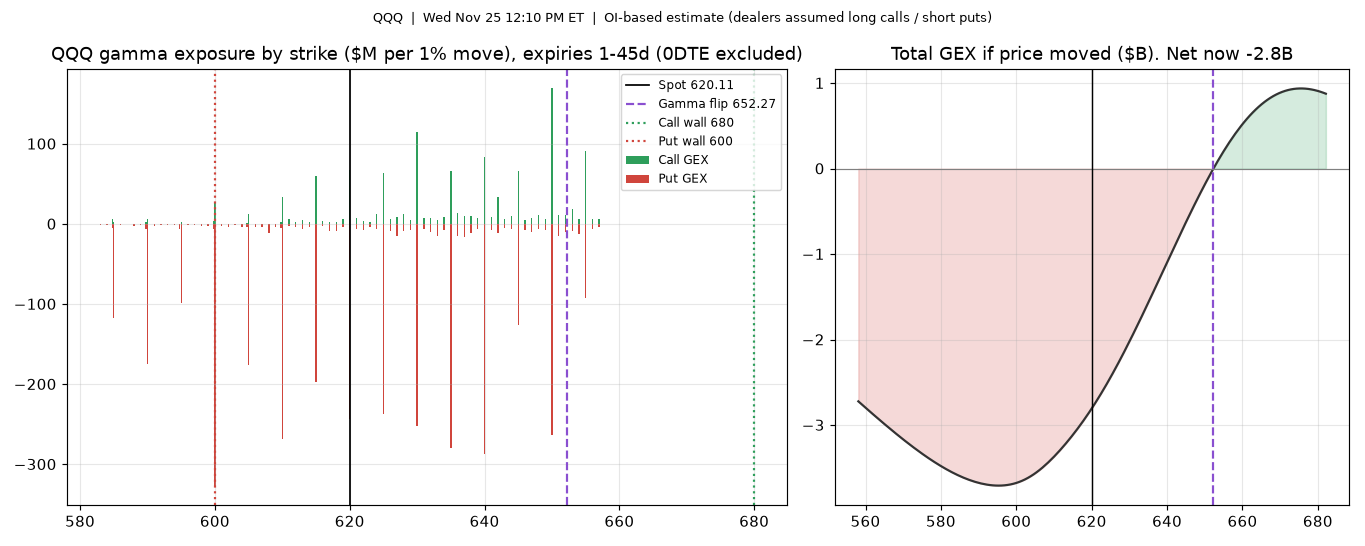 QQQ | Wed Nov 25 12:10 PM ET | OI-based estimate (dealers assumed long calls / short puts)
QQQ gamma exposure by strike ($M per 1% move), expiries 1-45d (0DTE excluded)
100
0
−100
−200
−300
580
600
620
640
660
680
Spot 620.11
Gamma flip 652.27
Call wall 680
Put wall 600
Call GEX
Put GEX
Total GEX if price moved ($B). Net now -2.8B
1
0
−1
−2
−3
560
580
600
620
640
660
680